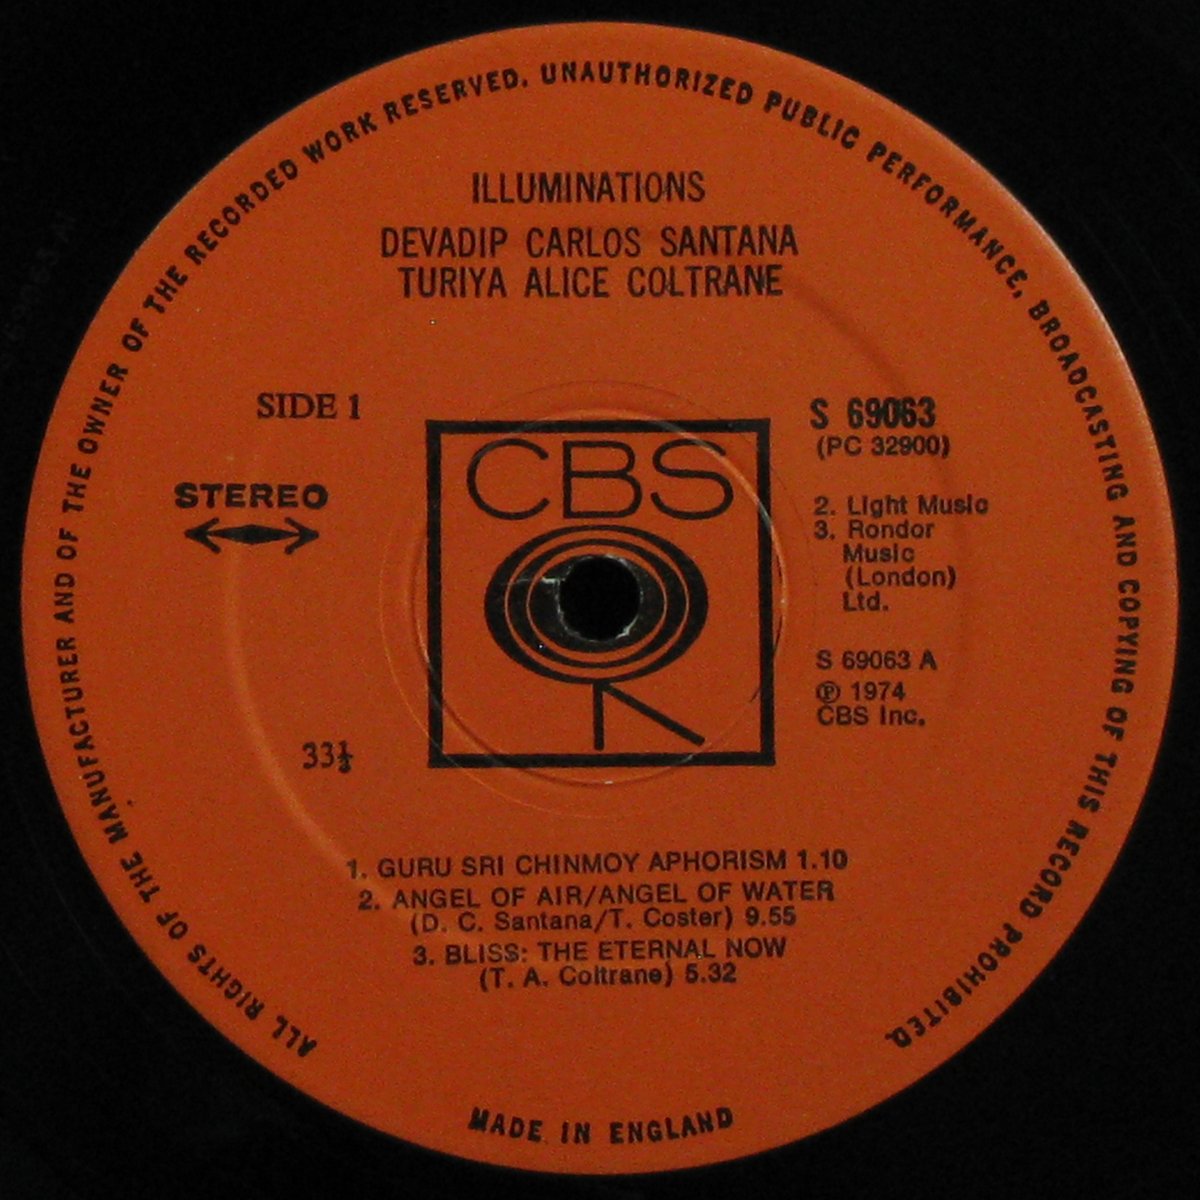 ALL RIGHTS OF THE MANUFACTURER AND OF THE OWNER OF THE RECORDED WORK RESERVED. UNAUTHORIZED PUBLIC PERFORMANCE, BROADCASTING AND COPYING OF THIS RECORD PROHIBITED.
ILLUMINATIONS
DEVADIP CARLOS SANTANA
TURIYA ALICE COLTRANE
SIDE 1
STEREO
33⅓
CBS
S 69063
(PC 32900)
2. Light Music
3. Rondor
Music
(London)
Ltd.
S 69063 A
℗ 1974
CBS Inc.
1. GURU SRI CHINMOY APHORISM 1.10
2. ANGEL OF AIR/ANGEL OF WATER
(D. C. Santana/T. Coster) 9.55
3. BLISS: THE ETERNAL NOW
(T. A. Coltrane) 5.32
MADE IN ENGLAND